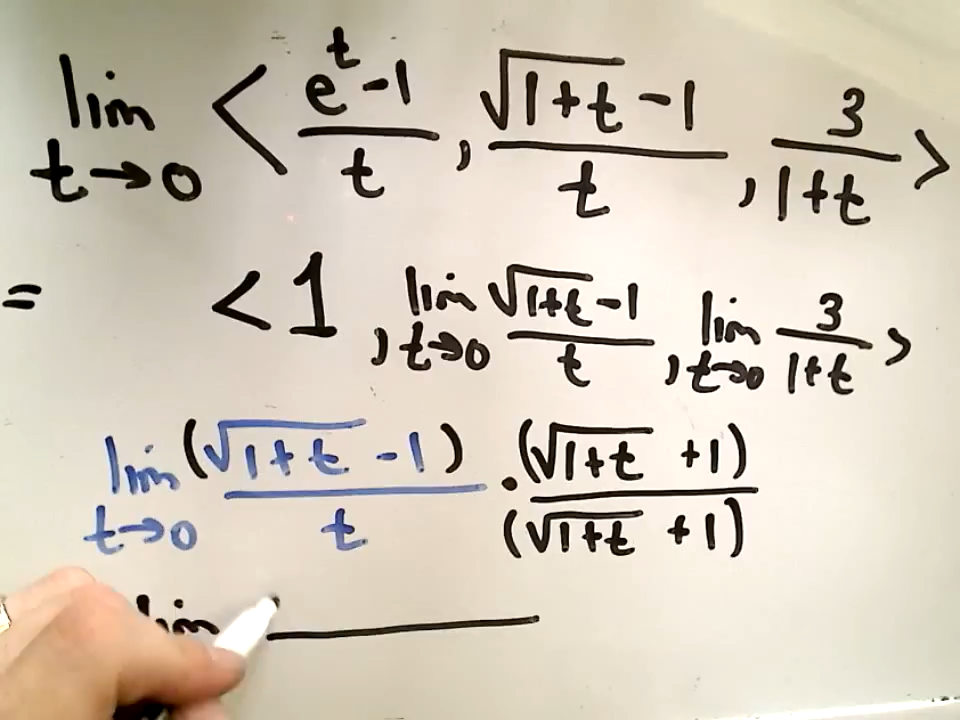 lim t→0 < e^t-1 / t , √1+t -1 / t , 3 / 1+t >
= < 1 , lim t→0 √1+t -1 / t , lim t→0 3 / 1+t >
lim t→0 (√1+t -1) / t · (√1+t +1) / (√1+t +1)
lim